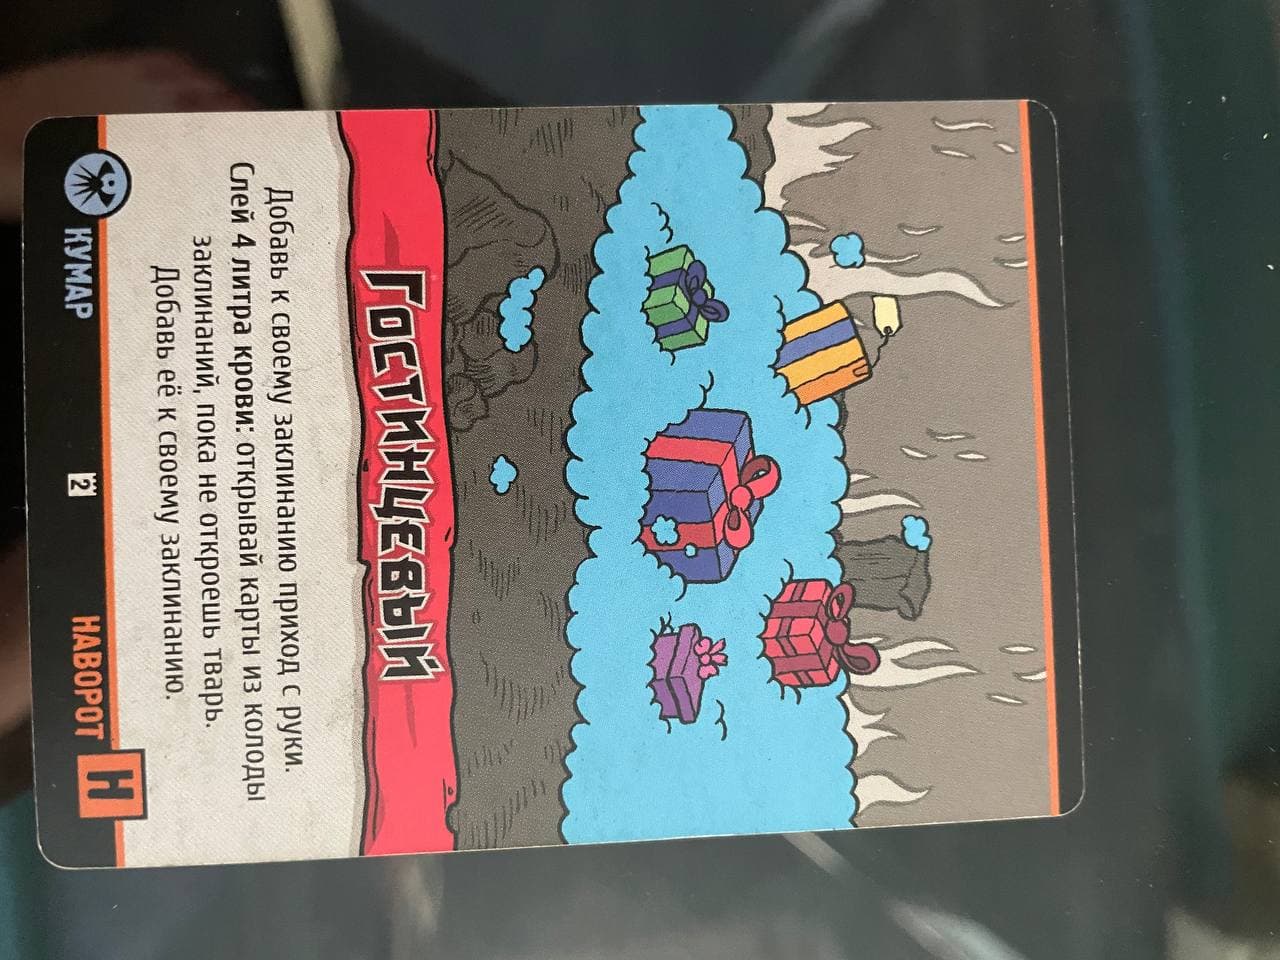 Гостинцевый
Добавь к своему заклинанию приход с руки.
Слей 4 литра крови: открывай карты из колоды
заклинаний, пока не откроешь тварь.
Добавь её к своему заклинанию.
КУМАР
2
НАВОРОТ
Н